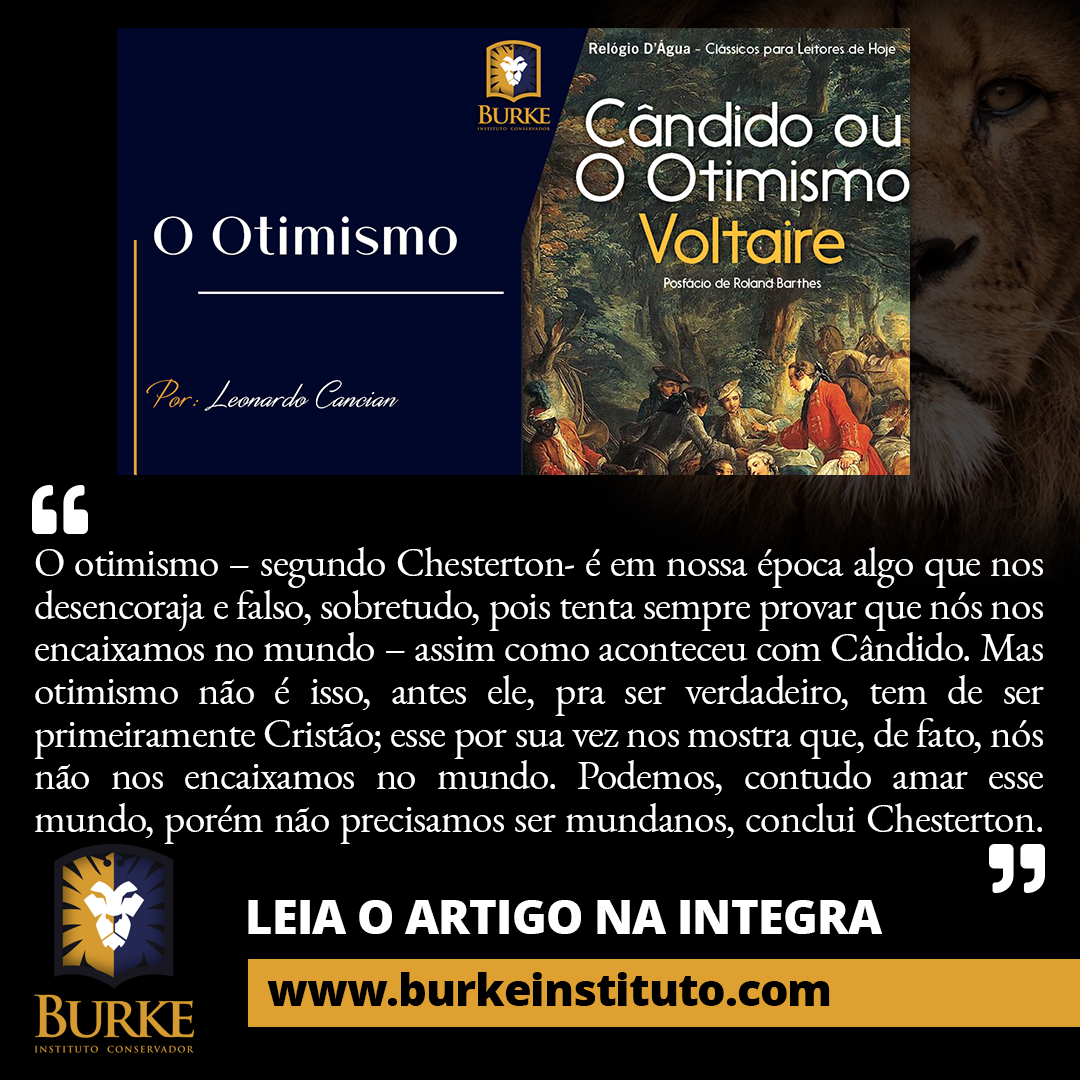 BURKE
INSTITUTO CONSERVADOR
O Otimismo
Por: Leonardo Cancian
Relógio D'Água - Clássicos para Leitores de Hoje
Cândido ou
O Otimismo
Voltaire
Posfácio de Roland Barthes
“
O otimismo – segundo Chesterton- é em nossa época algo que nos
desencoraja e falso, sobretudo, pois tenta sempre provar que nós nos
encaixamos no mundo – assim como aconteceu com Cândido. Mas
otimismo não é isso, antes ele, pra ser verdadeiro, tem de ser
primeiramente Cristão; esse por sua vez nos mostra que, de fato, nós
não nos encaixamos no mundo. Podemos, contudo amar esse
mundo, porém não precisamos ser mundanos, conclui Chesterton.
”
LEIA O ARTIGO NA INTEGRA
www.burkeinstituto.com
BURKE
INSTITUTO CONSERVADOR